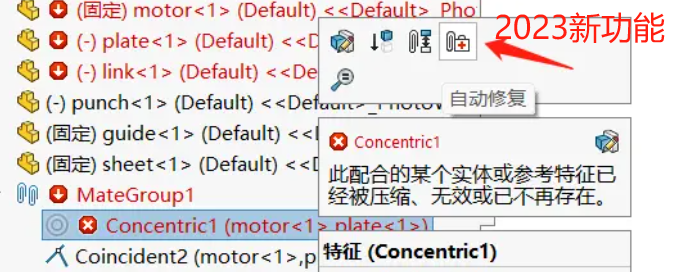 (固定) motor<1> (Default) <<Default>_Photo
(-) plate<1> (Default) <<D
(-) link<1> (Default) <<De
(-) punch<1> (Default) <<Default>_PhotoW
(固定) guide<1> (Default) <<De
(固定) sheet<1> (Default) <<De
MateGroup1
Concentric1 (motor<1>,plate<1>)
Coincident2 (motor<1>,p
2023新功能
自动修复
Concentric1
此配合的某个实体或参考特征已
经被压缩、无效或已不再存在。
特征 (Concentric1)